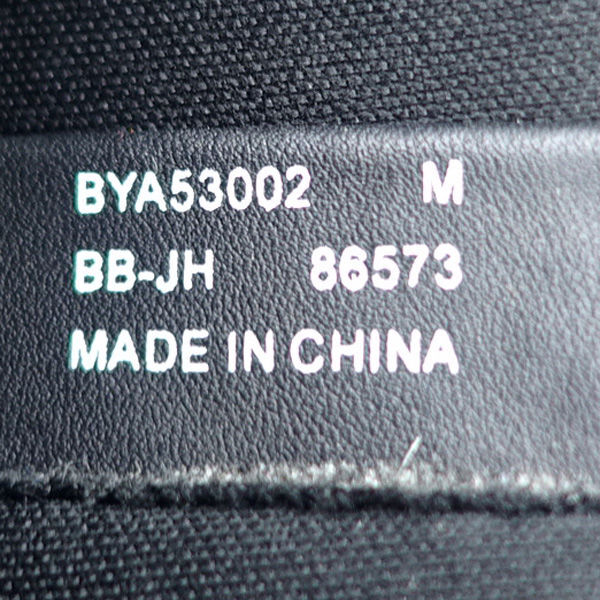 BYA53002 M
BB-JH 86573
MADE IN CHINA